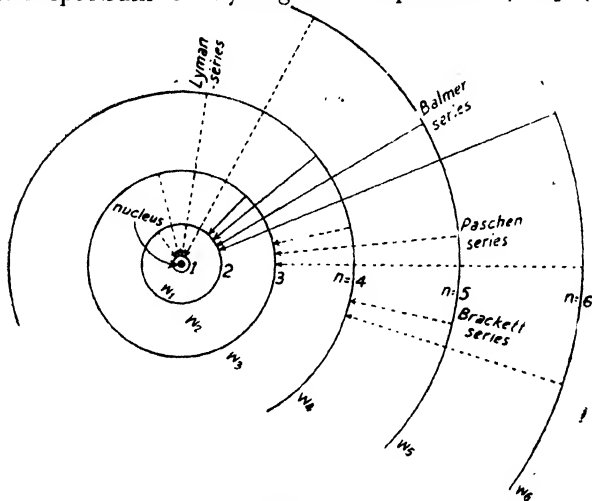 Lyman
series
Balmer
series
nucleus
Paschen
series
1
2
3
n=4
n=5
n=6
Brackett
series
W1
W2
W3
W4
W5
W6